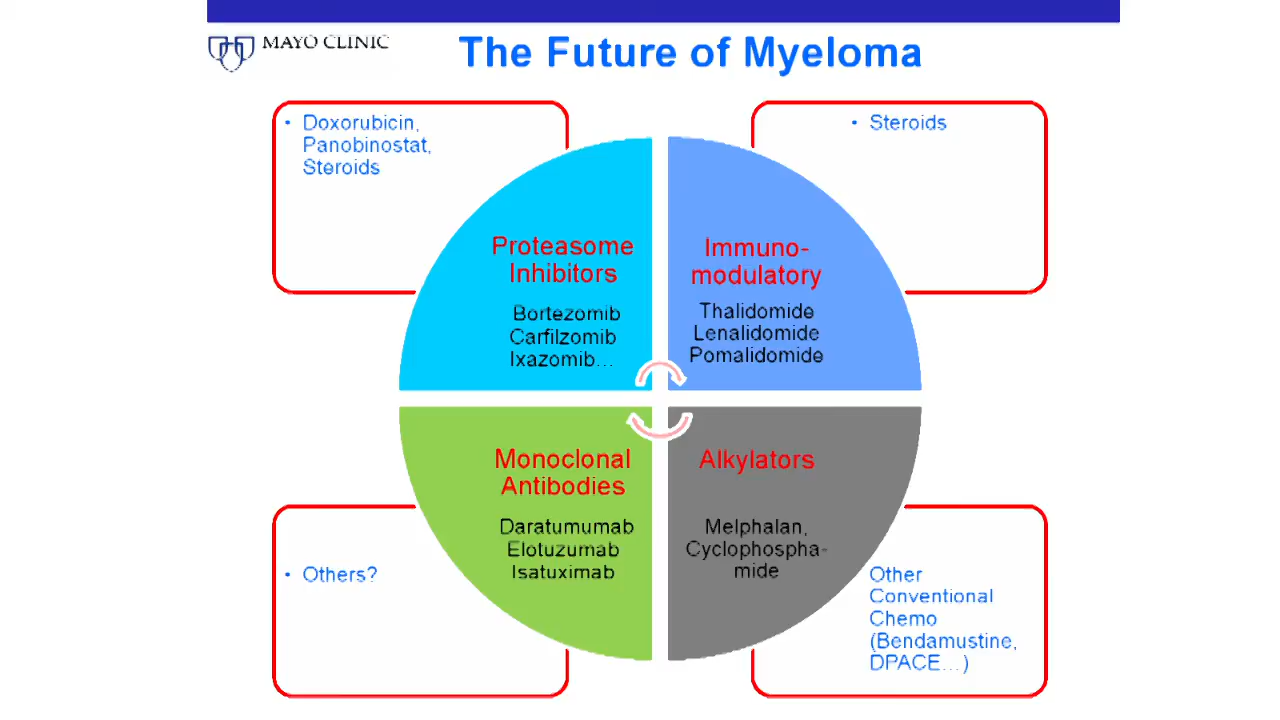 MAYO CLINIC
The Future of Myeloma
• Doxorubicin,
Panobinostat,
Steroids
• Steroids
Proteasome
Inhibitors
Bortezomib
Carfilzomib
Ixazomib...
Immuno-
modulatory
Thalidomide
Lenalidomide
Pomalidomide
Monoclonal
Antibodies
Daratumumab
Elotuzumab
Isatuximab
Alkylators
Melphalan,
Cyclophospha-
mide
• Others?
Other
Conventional
Chemo
(Bendamustine,
DPACE...)